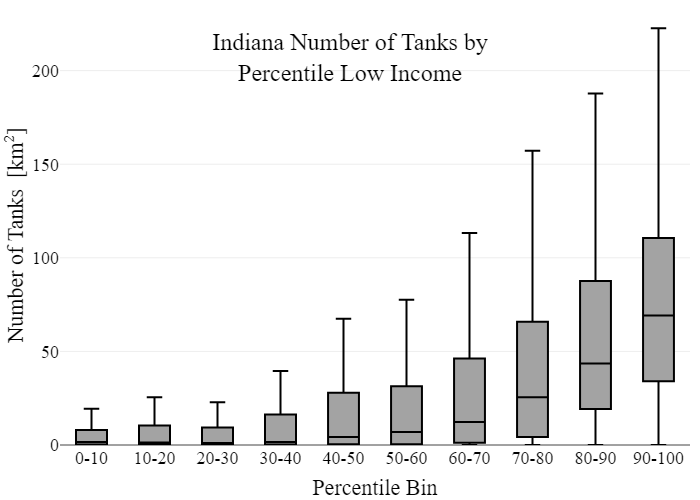 Indiana Number of Tanks by
Percentile Low Income
Number of Tanks [km²]
200
150
100
50
0
0-10 10-20 20-30 30-40 40-50 50-60 60-70 70-80 80-90 90-100
Percentile Bin